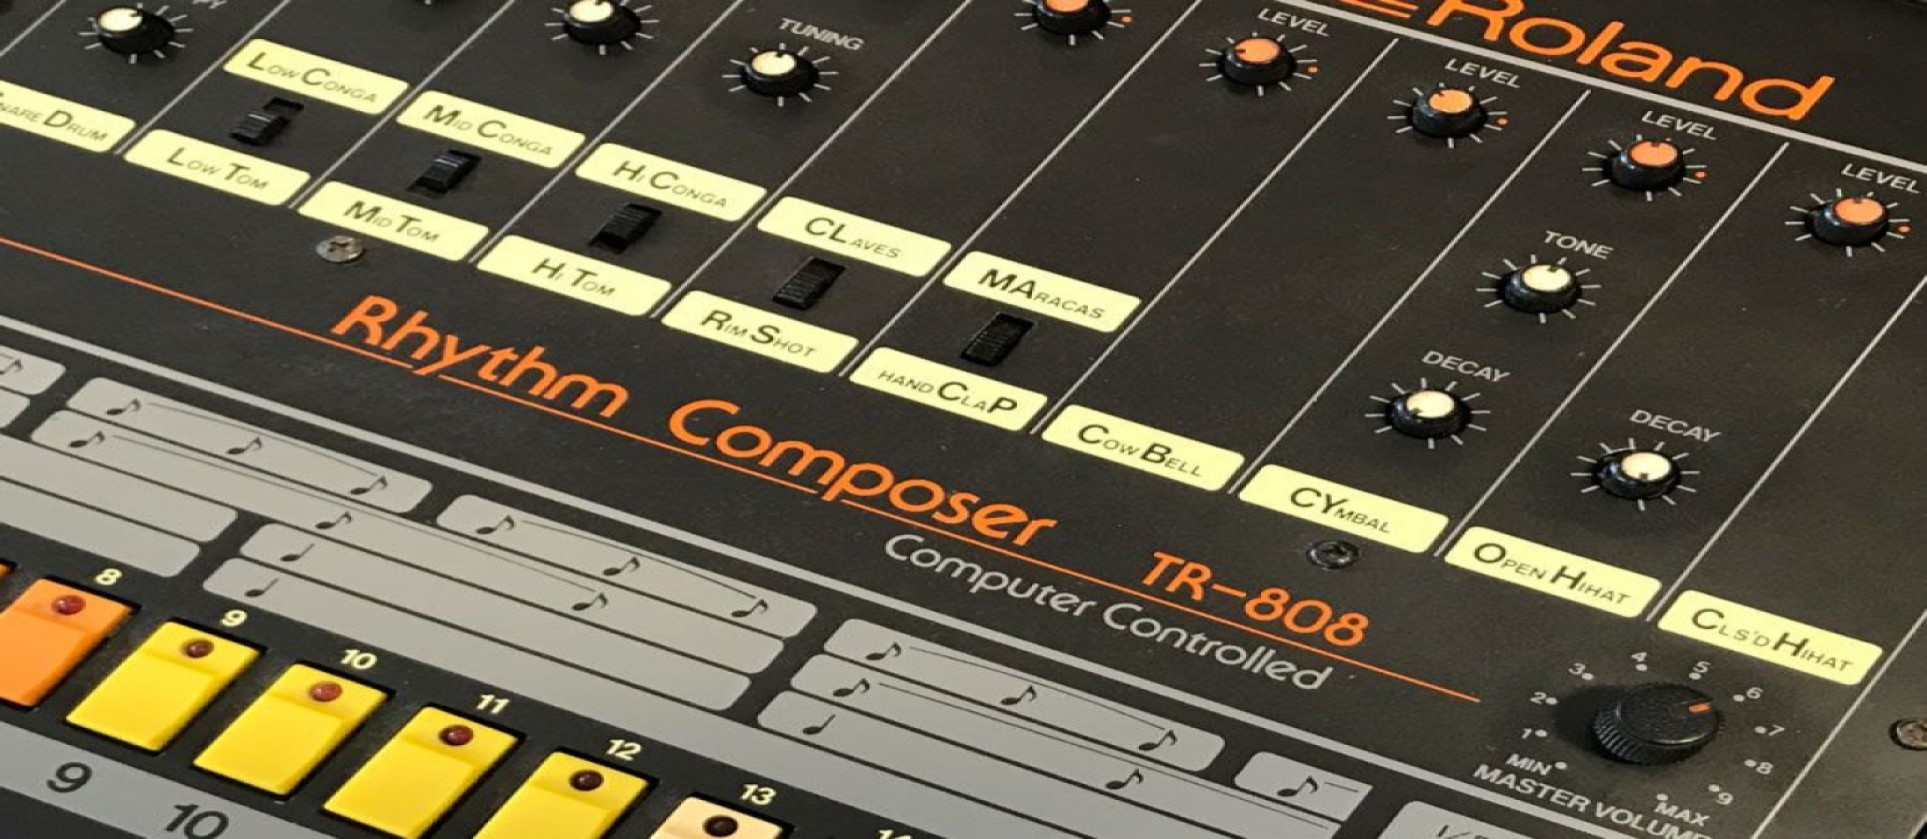 Roland
LEVEL
LEVEL
LEVEL
LEVEL
TUNING
TONE
DECAY
DECAY
LOW CONGA
MID CONGA
HI CONGA
CLAVES
MARACAS
DRUM
LOW TOM
MID TOM
HI TOM
RIM SHOT
HAND CLAP
COW BELL
CYMBAL
OPEN HIHAT
CLS'D HIHAT
Rhythm Composer TR-808
Computer Controlled
8
9
10
11
12
13
9
10
MIN
1
2
3
4
5
6
7
8
9
MAX
MASTER VOLUME